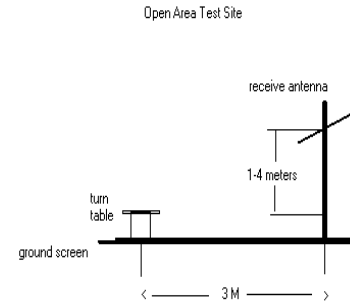 Open Area Test Site
receive antenna
1-4 meters
turn
table
ground screen
3 M